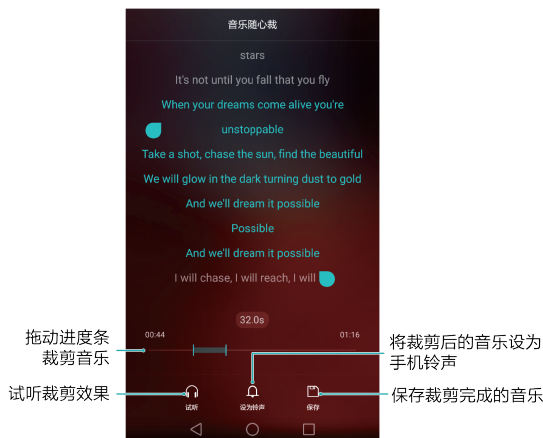 音乐随心裁
stars
It's not until you fall that you fly
When your dreams come alive you're
unstoppable
Take a shot, chase the sun, find the beautiful
We will glow in the dark turning dust to gold
And we'll dream it possible
Possible
And we'll dream it possible
I will chase, I will reach, I will
32.0s
00:44
01:16
拖动进度条
裁剪音乐
将裁剪后的音乐设为
手机铃声
试听裁剪效果
保存裁剪完成的音乐
试听
设为铃声
保存